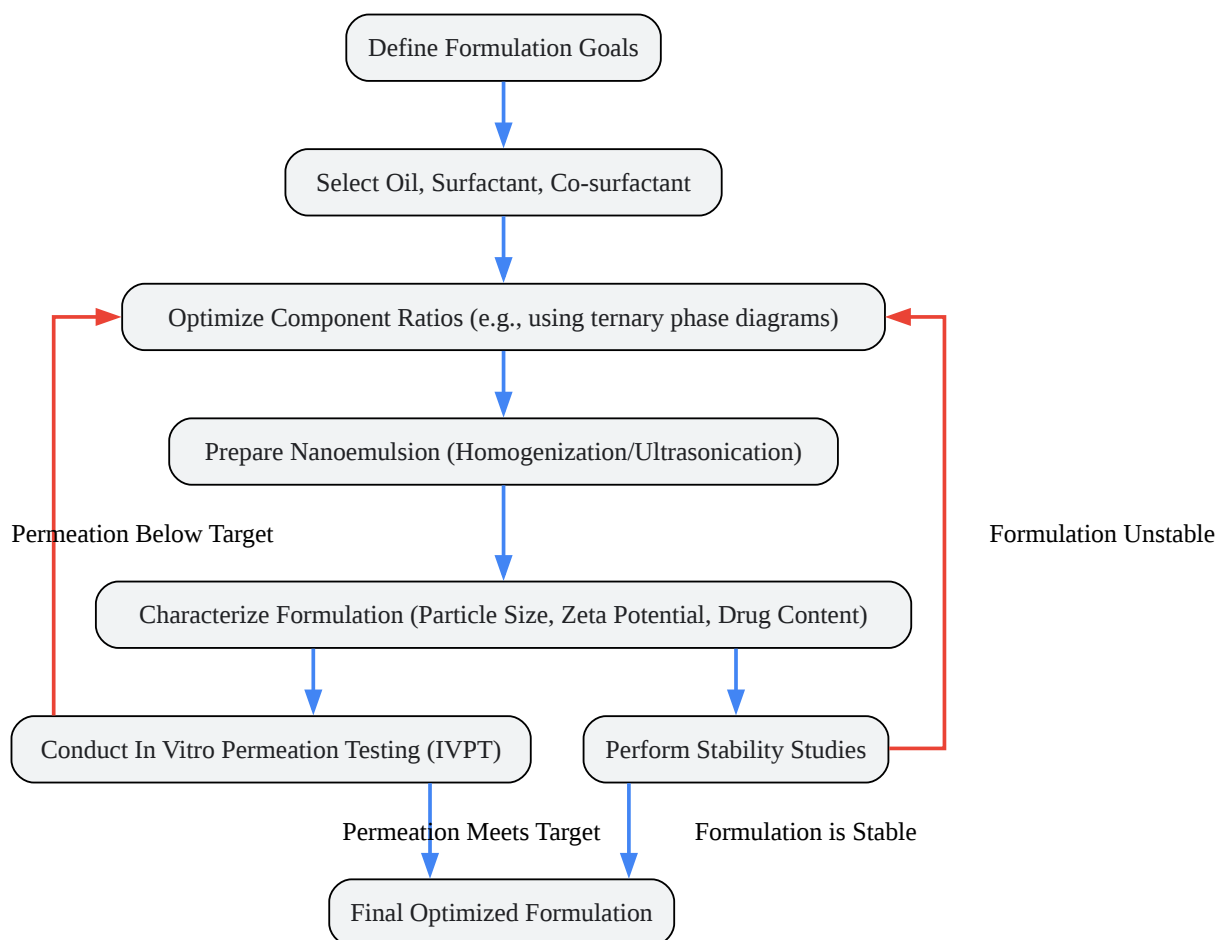 Define Formulation Goals
Select Oil, Surfactant, Co-surfactant
Optimize Component Ratios (e.g., using ternary phase diagrams)
Prepare Nanoemulsion (Homogenization/Ultrasonication)
Permeation Below Target
Formulation Unstable
Characterize Formulation (Particle Size, Zeta Potential, Drug Content)
Conduct In Vitro Permeation Testing (IVPT)
Perform Stability Studies
Permeation Meets Target
Formulation is Stable
Final Optimized Formulation